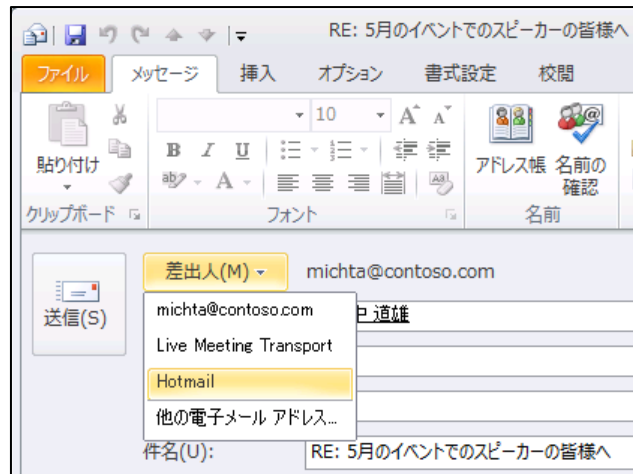 RE: 5月のイベントでのスピーカーの皆様へ
ファイル メッセージ 挿入 オプション 書式設定 校閲
10 A A
B I U
貼り付け アドレス帳 名前の確認
ab A Aa
クリップボード フォント 名前
差出人(M) michta@contoso.com
送信(S)
michta@contoso.com 中 道雄
Live Meeting Transport
Hotmail
他の電子メール アドレス...
件名(U): RE: 5月のイベントでのスピーカーの皆様へ